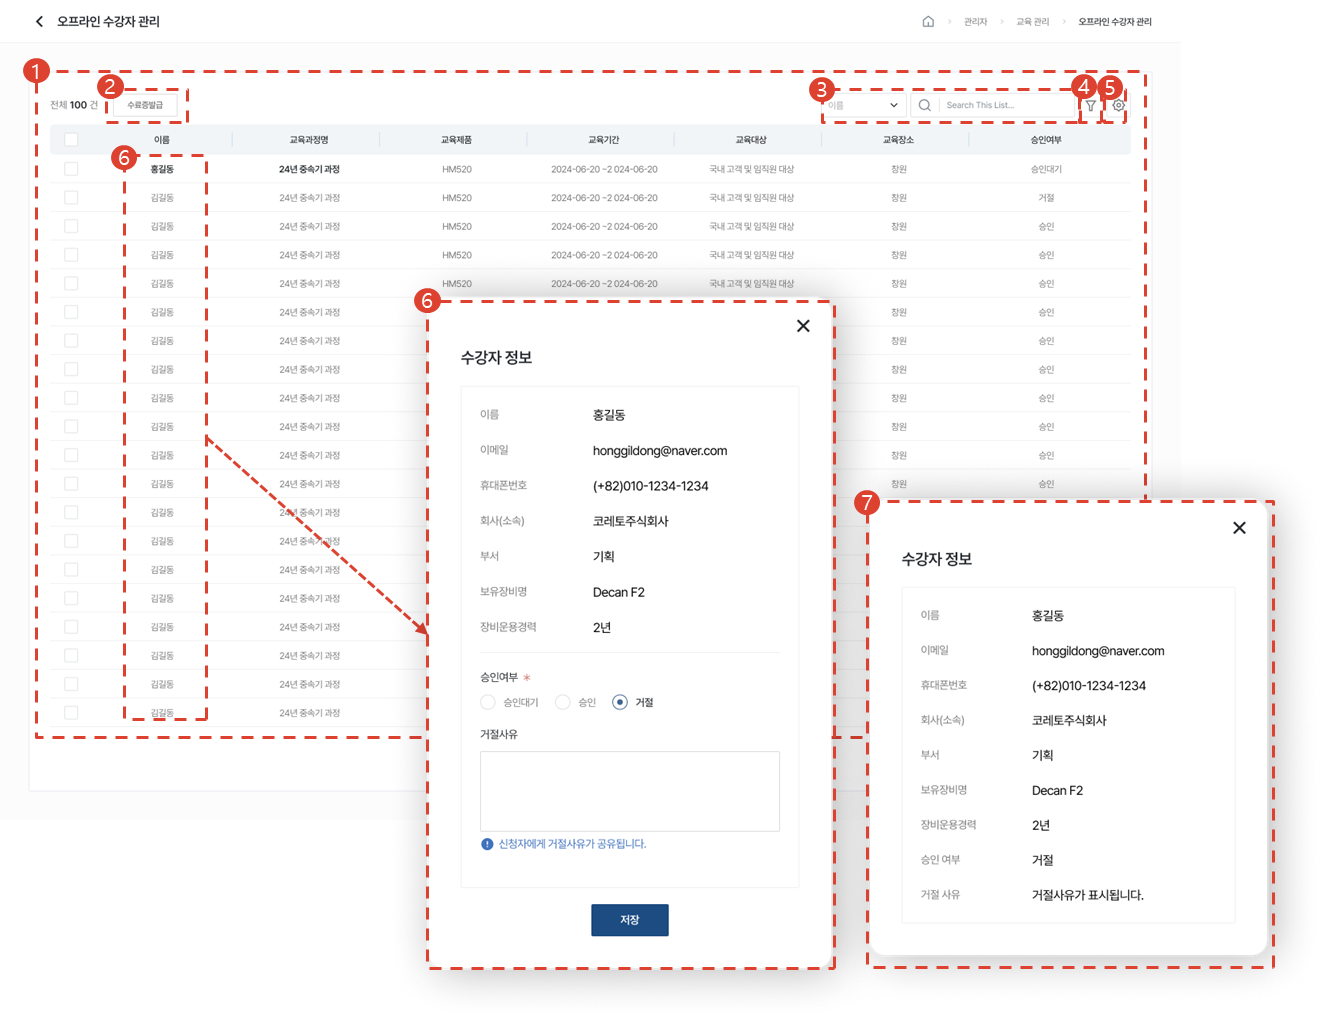 오프라인 수강자 관리
관리자 교육 관리 오프라인 수강자 관리
1
2
3
4
5
전체 100 건 수료증발급 이름 Search This List...
이름 교육과정명 교육제품 교육기간 교육대상 교육장소 승인여부
6
홍길동 24년 중속기 과정 HM520 2024-06-20 ~2 024-06-20 국내 고객 및 임직원 대상 창원 승인대기
김길동 24년 중속기 과정 HM520 2024-06-20 ~2 024-06-20 국내 고객 및 임직원 대상 창원 거절
김길동 24년 중속기 과정 HM520 2024-06-20 ~2 024-06-20 국내 고객 및 임직원 대상 창원 승인
김길동 24년 중속기 과정 HM520 2024-06-20 ~2 024-06-20 국내 고객 및 임직원 대상 창원 승인
김길동 24년 중속기 과정 HM520 2024-06-20 ~2 024-06-20 국내 고객 및 임직원 대상 창원 승인
김길동 24년 중속기 과정 창원 승인
김길동 24년 중속기 과정 창원 승인
김길동 24년 중속기 과정 창원 승인
김길동 24년 중속기 과정 창원 승인
김길동 24년 중속기 과정 창원 승인
김길동 24년 중속기 과정 창원 승인
김길동 24년 중속기 과정 창원 승인
김길동 24년 중속기 과정
김길동 24년 중속기 과정
김길동 24년 중속기 과정
김길동 24년 중속기 과정
김길동 24년 중속기 과정
김길동 24년 중속기 과정
김길동 24년 중속기 과정
김길동 24년 중속기 과정
6
수강자 정보
이름 홍길동
이메일 honggildong@naver.com
휴대폰번호 (+82)010-1234-1234
회사(소속) 코레토주식회사
부서 기획
보유장비명 Decan F2
장비운용경력 2년
승인여부 *
승인대기 승인 거절
거절사유
신청자에게 거절사유가 공유됩니다.
저장
7
수강자 정보
이름 홍길동
이메일 honggildong@naver.com
휴대폰번호 (+82)010-1234-1234
회사(소속) 코레토주식회사
부서 기획
보유장비명 Decan F2
장비운용경력 2년
승인 여부 거절
거절 사유 거절사유가 표시됩니다.